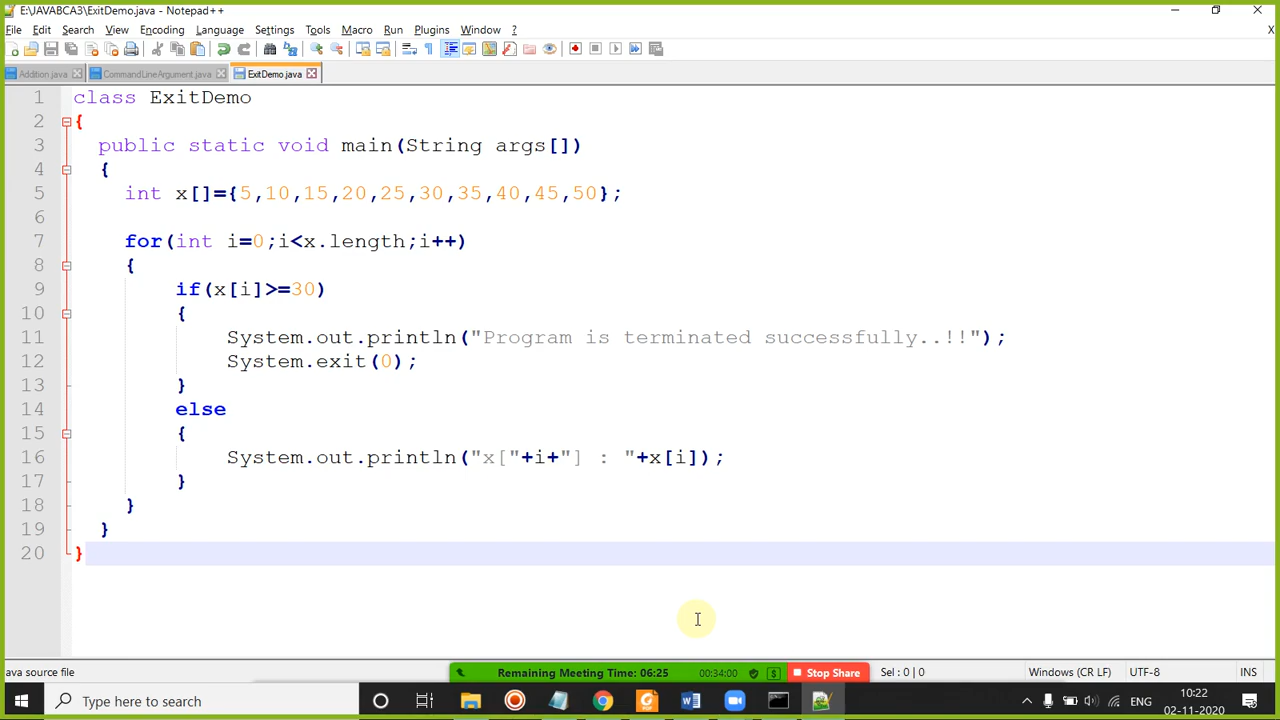 E:\JAVABCA3\ExitDemo.java - Notepad++
File Edit Search View Encoding Language Settings Tools Macro Run Plugins Window ?
X
Addition.java CommandLineArgument.java ExitDemo.java
1 class ExitDemo
2 {
3 public static void main(String args[])
4 {
5 int x[]={5,10,15,20,25,30,35,40,45,50};
6
7 for(int i=0;i<x.length;i++)
8 {
9 if(x[i]>=30)
10 {
11 System.out.println("Program is terminated successfully..!!");
12 System.exit(0);
13 }
14 else
15 {
16 System.out.println("x["+i+"] : "+x[i]);
17 }
18 }
19 }
20 }
ava source file Remaining Meeting Time: 06:25 00:34:00 Stop Share Sel : 0 | 0 Windows (CR LF) UTF-8 INS
Type here to search ENG 10:22
02-11-2020